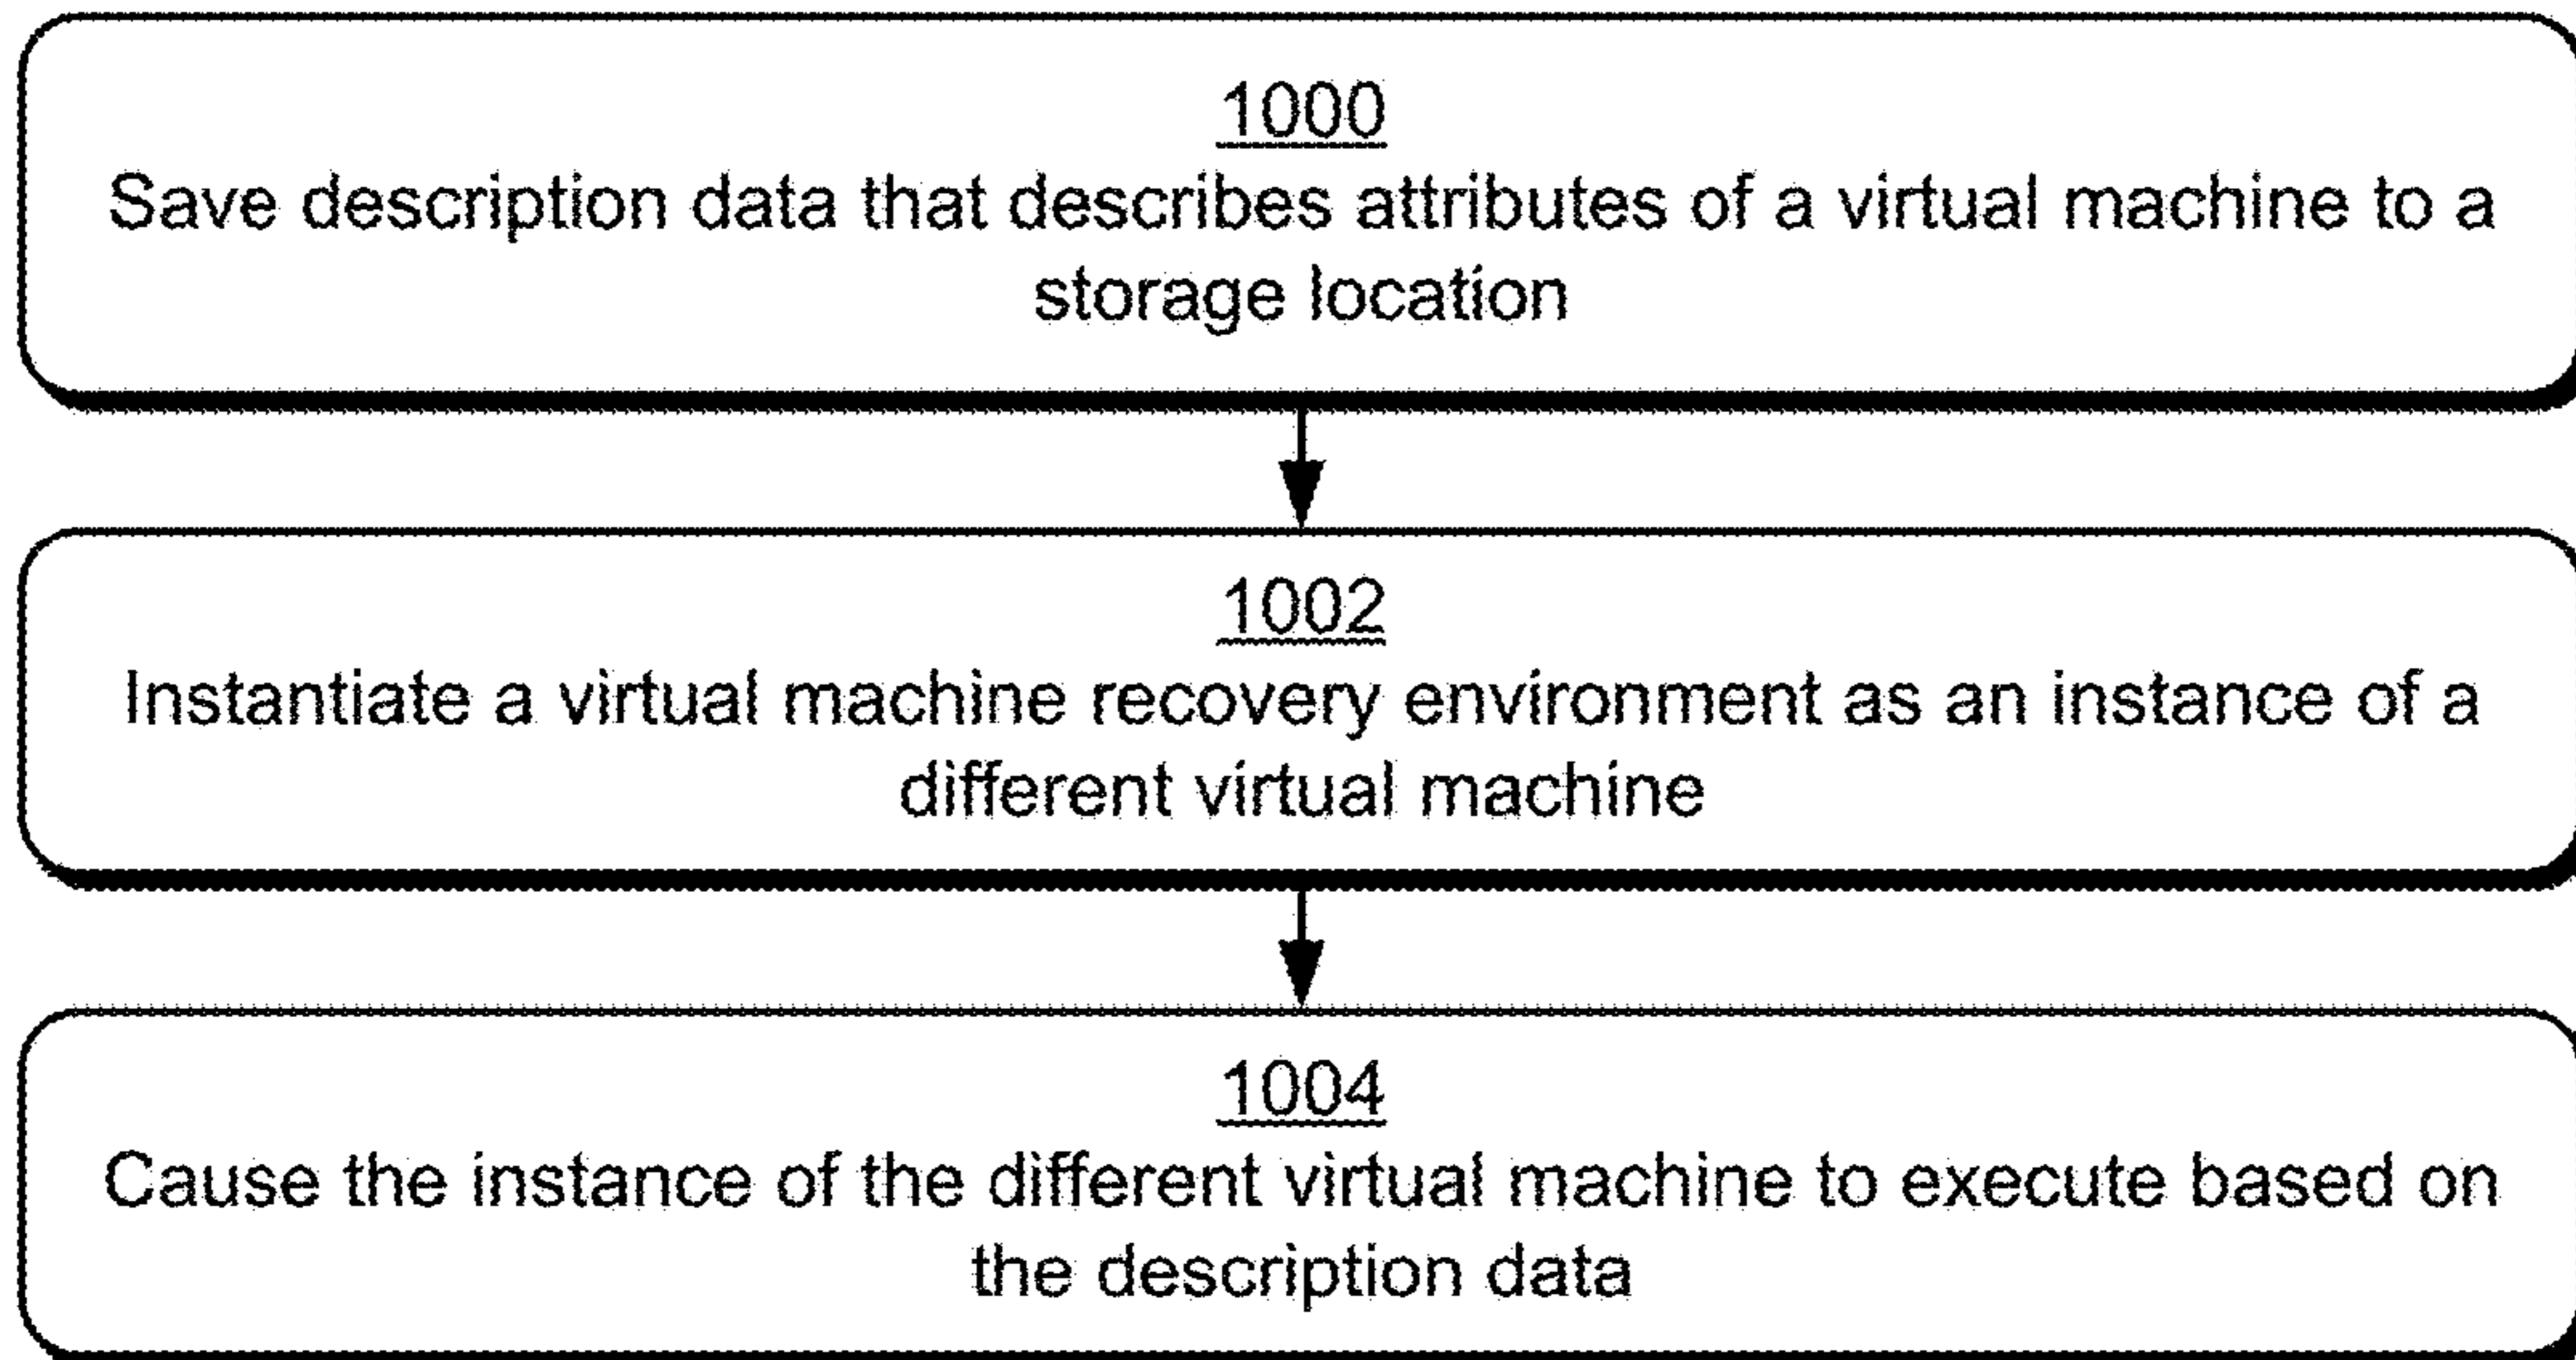 1000
Save description data that describes attributes of a virtual machine to a
storage location
1002
Instantiate a virtual machine recovery environment as an instance of a
different virtual machine
1004
Cause the instance of the different virtual machine to execute based on
the description data